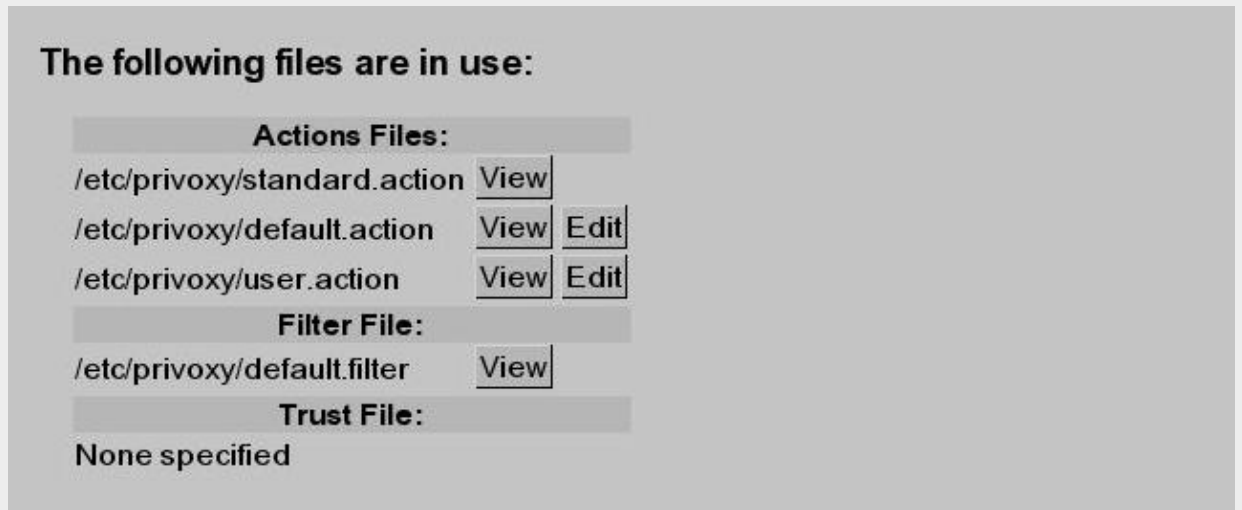 The following files are in use:
Actions Files:
/etc/privoxy/standard.action View
/etc/privoxy/default.action View Edit
/etc/privoxy/user.action View Edit
Filter File:
/etc/privoxy/default.filter View
Trust File:
None specified